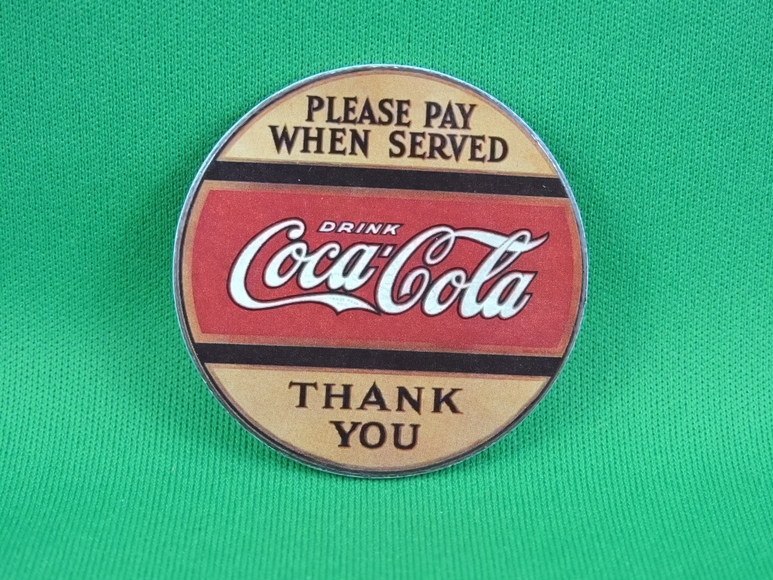 PLEASE PAY
WHEN SERVED
DRINK
Coca-Cola
THANK
YOU